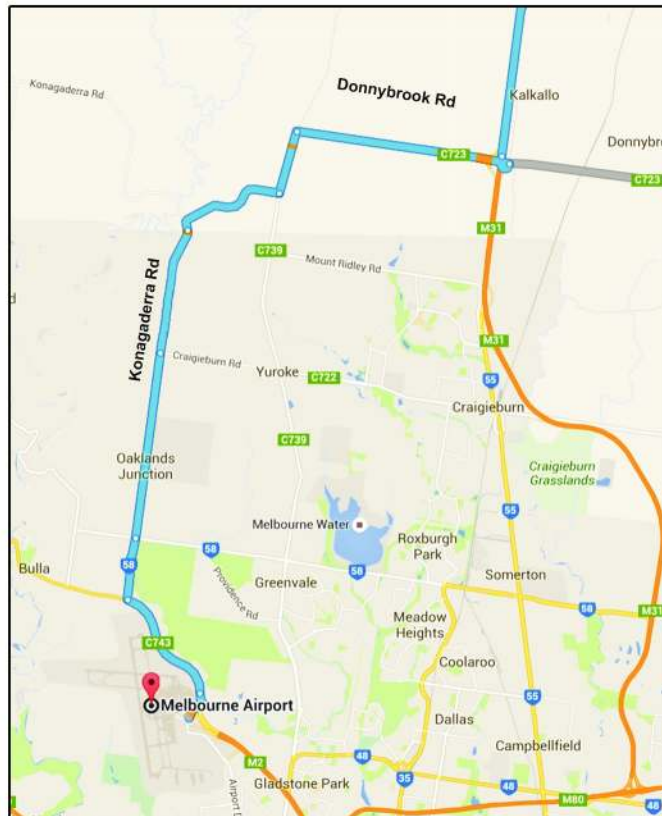 Konagaderra Rd
Donnybrook Rd
Kalkallo
C723
Donnybro
C723
M31
C739
Mount Ridley Rd
Konagaderra Rd
d
M31
Craigieburn Rd
Yuroke
C722
55
Craigieburn
C739
Oaklands
Junction
Craigieburn
Grasslands
Melbourne Water
55
Roxburgh
Park
58
58
Bulla
Providence Rd
Greenvale
58
Somerton
58
M31
Meadow
Heights
C743
Coolaroo
Melbourne Airport
55
Dallas
Campbellfield
M2
48
48
35
Gladstone Park
Airport D
M80
48